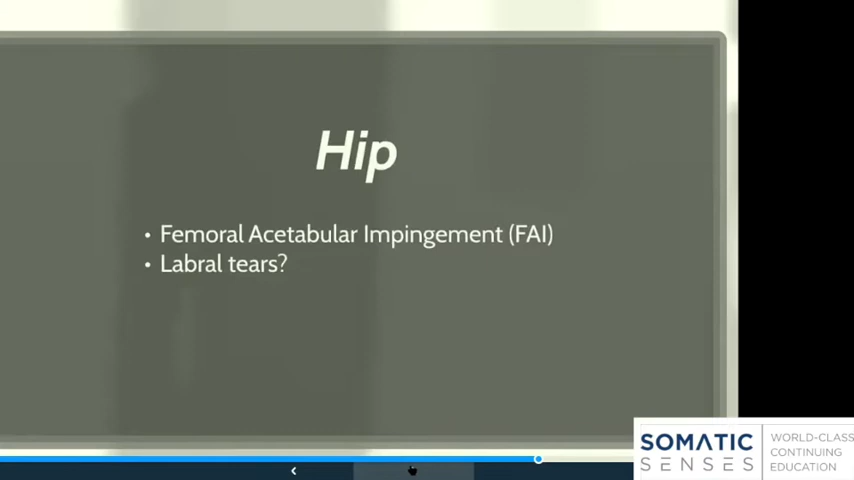 Hip
• Femoral Acetabular Impingement (FAI)
• Labral tears?
SOMATIC
SENSES
WORLD-CLASS
CONTINUING
EDUCATION